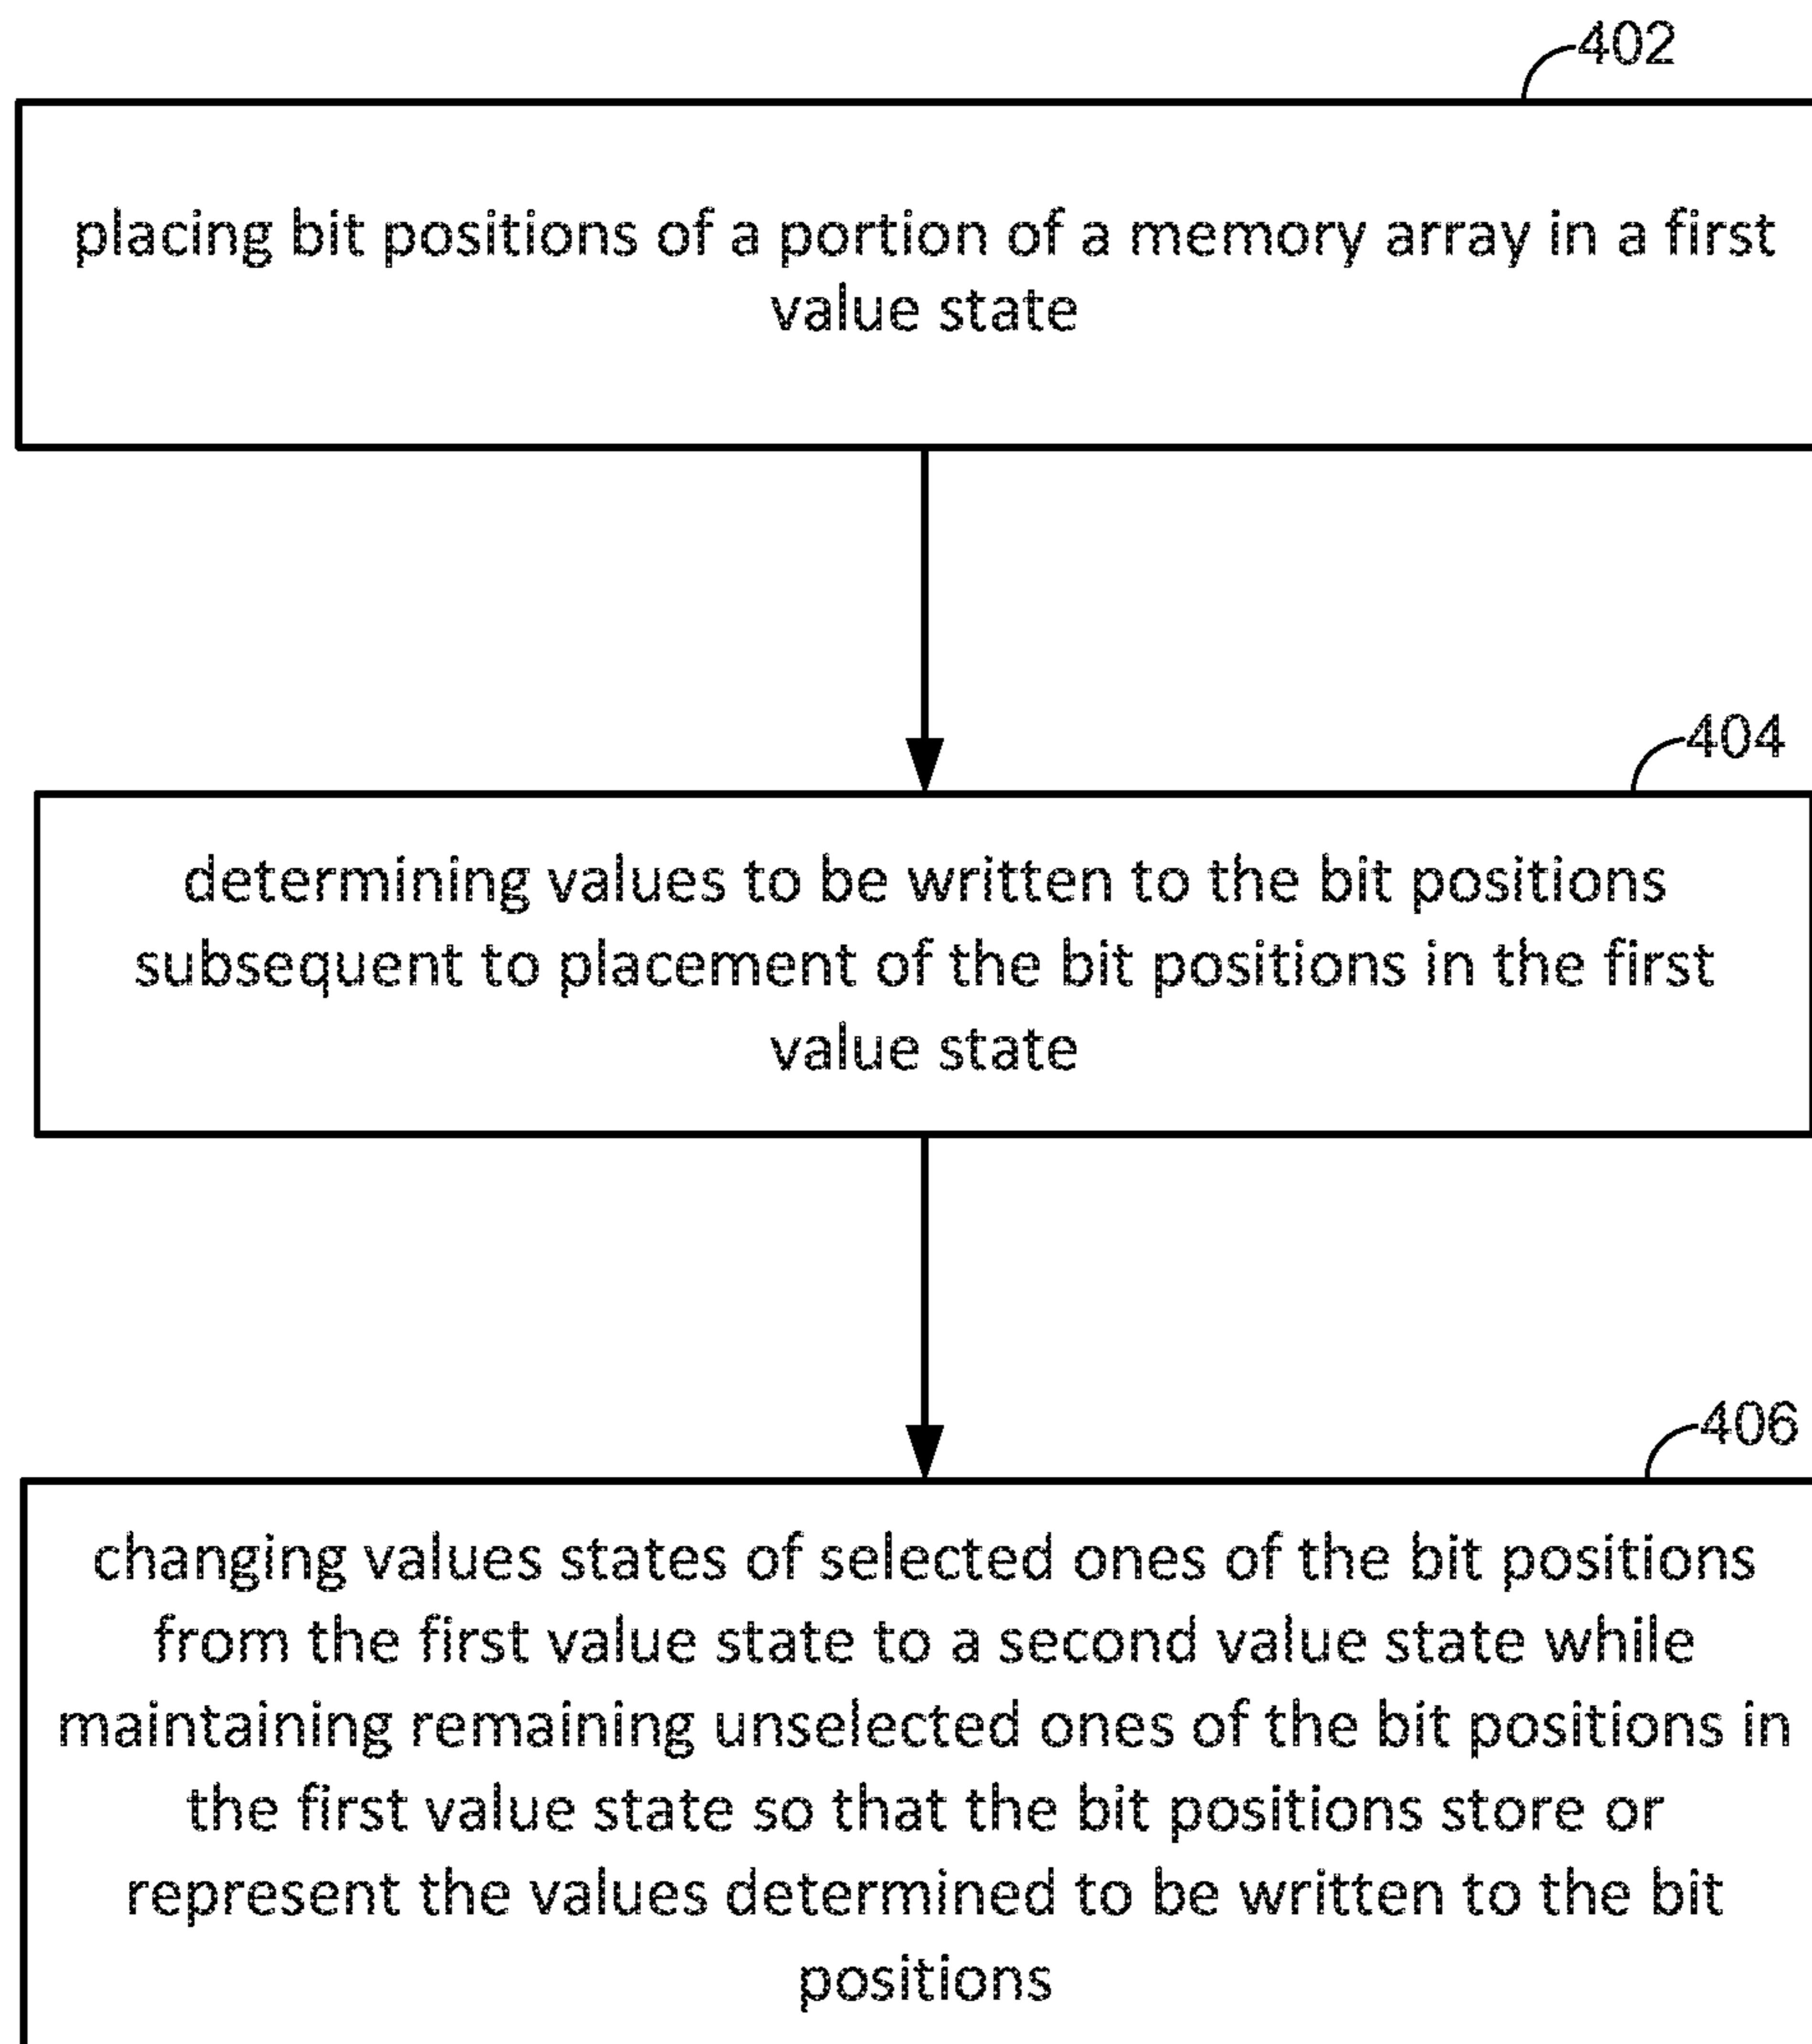 402
placing bit positions of a portion of a memory array in a first
value state
404
determining values to be written to the bit positions
subsequent to placement of the bit positions in the first
value state
406
changing values states of selected ones of the bit positions
from the first value state to a second value state while
maintaining remaining unselected ones of the bit positions in
the first value state so that the bit positions store or
represent the values determined to be written to the bit
positions